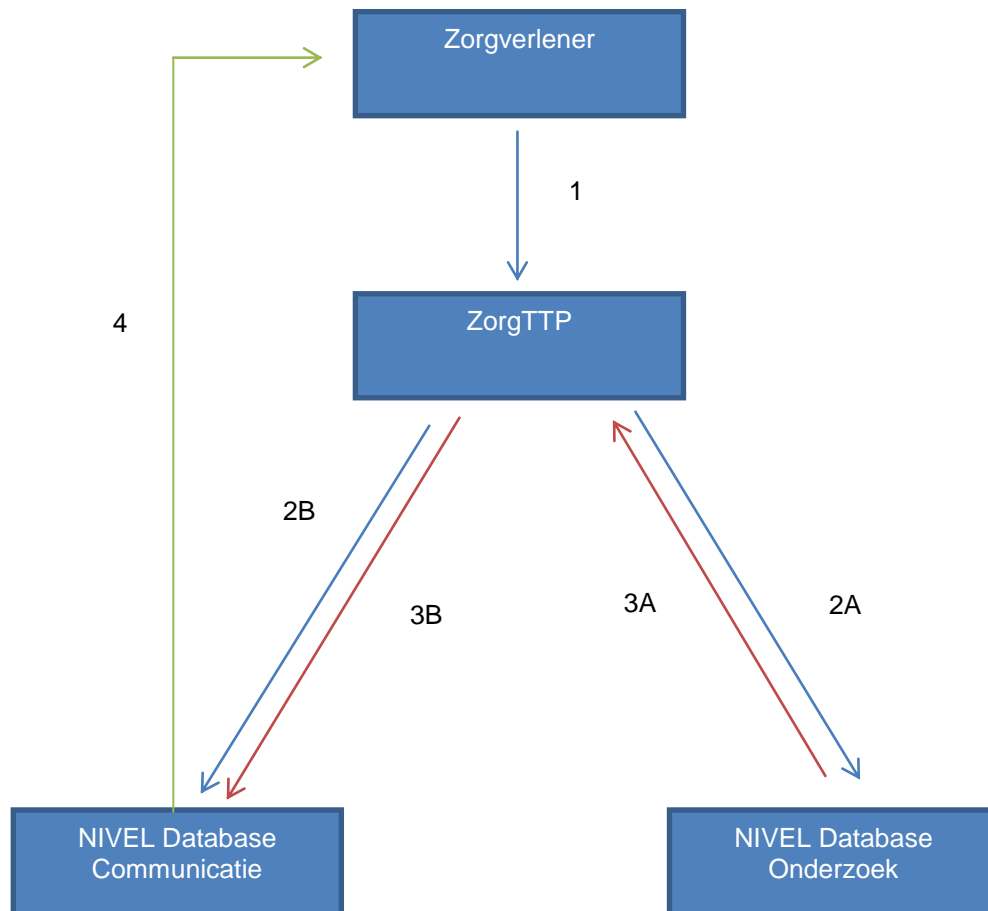 Zorgverlener
1
ZorgTTP
4
2B
3B
3A
2A
NIVEL Database
Communicatie
NIVEL Database
Onderzoek